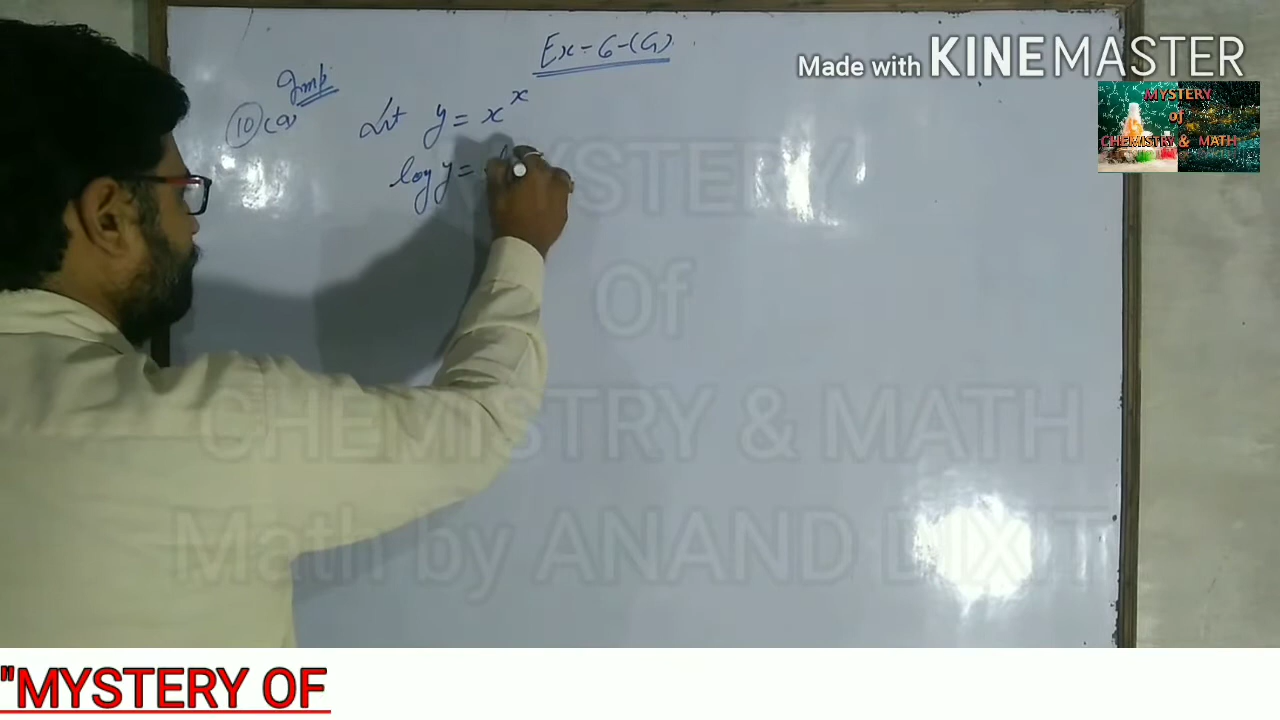 Ex-6-(G)
Made with KINEMASTER
MYSTERY
of
CHEMISTRY & MATH
Imp.
10 (a) Let y = x^x
log y =
MYSTERY
Of
CHEMISTRY & MATH
Math by ANAND DIXIT
"MYSTERY OF